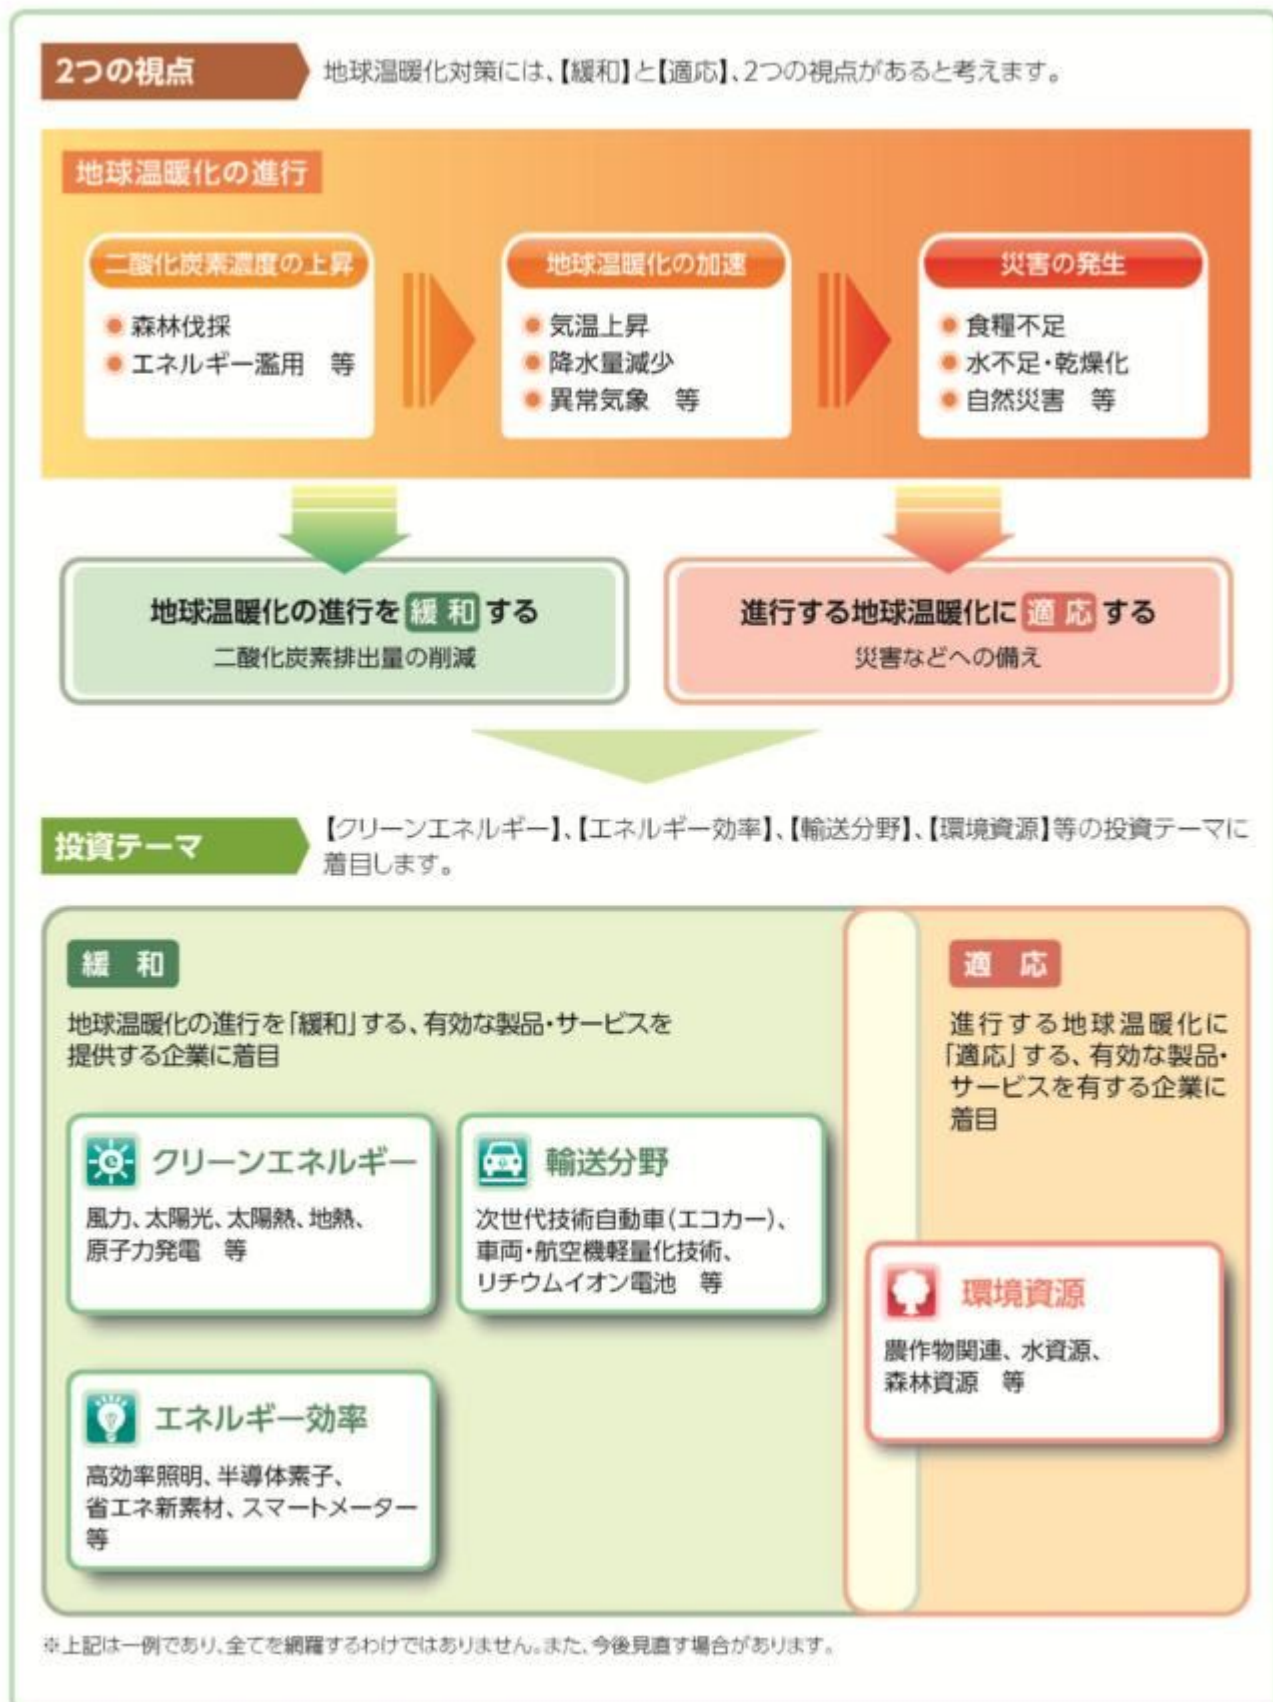 2つの視点
地球温暖化対策には、【緩和】と【適応】、2つの視点があると考えます。
地球温暖化の進行
二酸化炭素濃度の上昇
森林伐採
エネルギー濫用　等
地球温暖化の加速
気温上昇
降水量減少
異常気象　等
災害の発生
食糧不足
水不足・乾燥化
自然災害　等
地球温暖化の進行を 緩和 する
二酸化炭素排出量の削減
進行する地球温暖化に 適応 する
災害などへの備え
投資テーマ
【クリーンエネルギー】、【エネルギー効率】、【輸送分野】、【環境資源】等の投資テーマに
着目します。
緩 和
地球温暖化の進行を「緩和」する、有効な製品・サービスを
提供する企業に着目
クリーンエネルギー
風力、太陽光、太陽熱、地熱、
原子力発電　等
輸送分野
次世代技術自動車(エコカー)、
車両・航空機軽量化技術、
リチウムイオン電池　等
エネルギー効率
高効率照明、半導体素子、
省エネ新素材、スマートメーター
等
適 応
進行する地球温暖化に
「適応」する、有効な製品・
サービスを有する企業に
着目
環境資源
農作物関連、水資源、
森林資源　等
※上記は一例であり、全てを網羅するわけではありません。また、今後見直す場合があります。